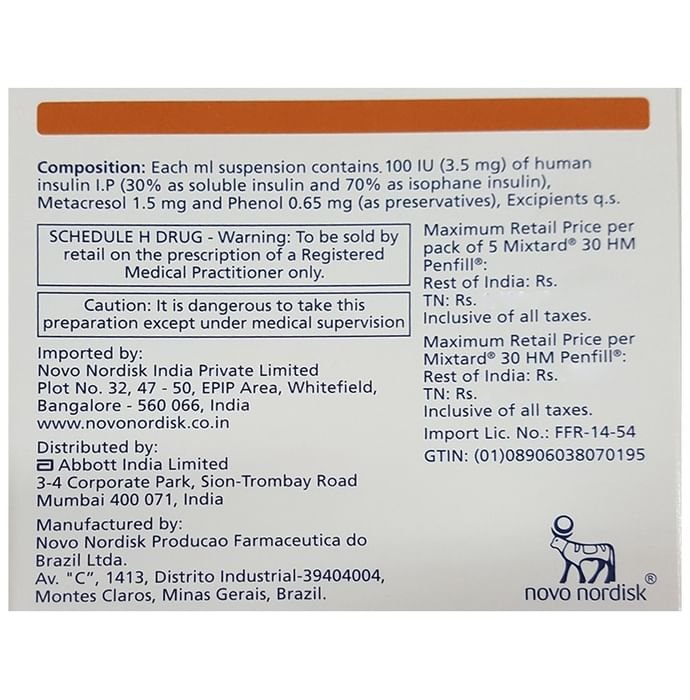 Composition: Each ml suspension contains 100 IU (3.5 mg) of human
insulin I.P (30% as soluble insulin and 70% as isophane insulin),
Metacresol 1.5 mg and Phenol 0.65 mg (as preservatives), Excipients q.s.
SCHEDULE H DRUG - Warning: To be sold by
retail on the prescription of a Registered
Medical Practitioner only.
Caution: It is dangerous to take this
preparation except under medical supervision
Imported by:
Novo Nordisk India Private Limited
Plot No. 32, 47 - 50, EPIP Area, Whitefield,
Bangalore - 560 066, India
www.novonordisk.co.in
Distributed by:
Abbott India Limited
3-4 Corporate Park, Sion-Trombay Road
Mumbai 400 071, India
Manufactured by:
Novo Nordisk Producao Farmaceutica do
Brazil Ltda.
Av. "C", 1413, Distrito Industrial-39404004,
Montes Claros, Minas Gerais, Brazil.
Maximum Retail Price per
pack of 5 Mixtard® 30 HM
Penfill®:
Rest of India: Rs.
TN: Rs.
Inclusive of all taxes.
Maximum Retail Price per
Mixtard® 30 HM Penfill®:
Rest of India: Rs.
TN: Rs.
Inclusive of all taxes.
Import Lic. No.: FFR-14-54
GTIN: (01)08906038070195
novo nordisk®